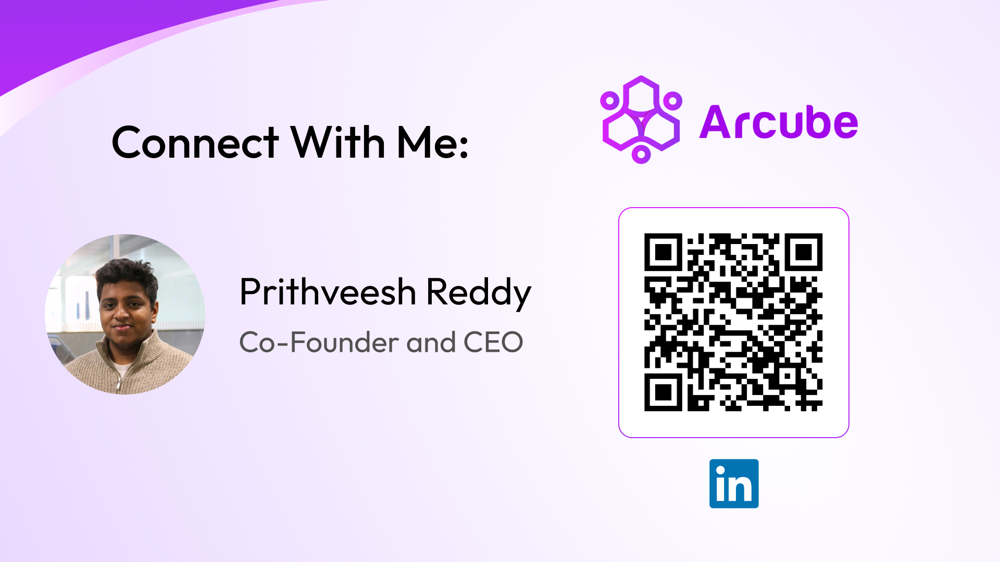 Connect With Me:
Arcube
Prithveesh Reddy
Co-Founder and CEO
in